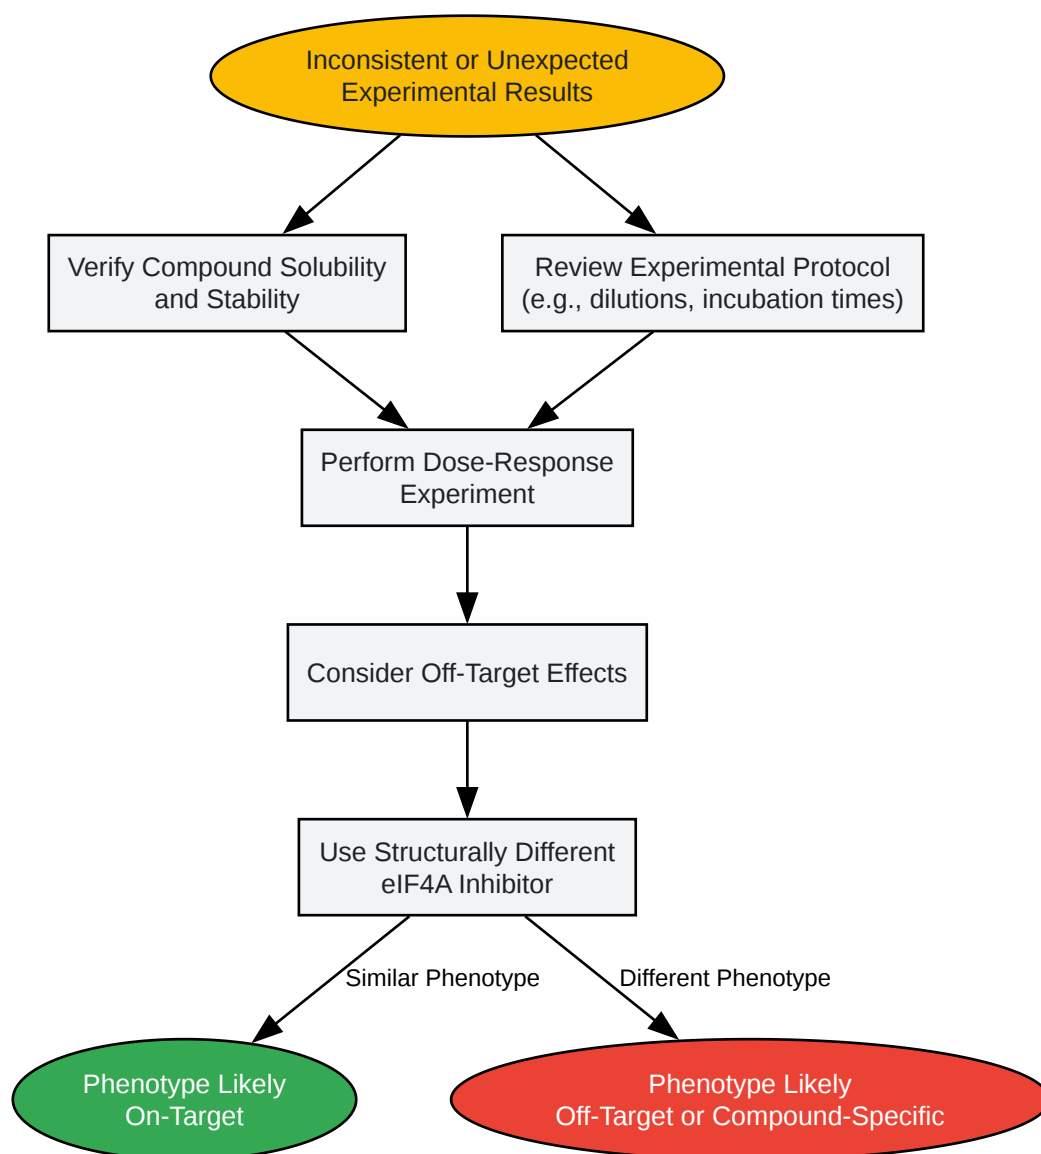 Inconsistent or Unexpected
Experimental Results
Verify Compound Solubility
and Stability
Review Experimental Protocol
(e.g., dilutions, incubation times)
Perform Dose-Response
Experiment
Consider Off-Target Effects
Use Structurally Different
eIF4A Inhibitor
Similar Phenotype
Different Phenotype
Phenotype Likely
On-Target
Phenotype Likely
Off-Target or Compound-Specific